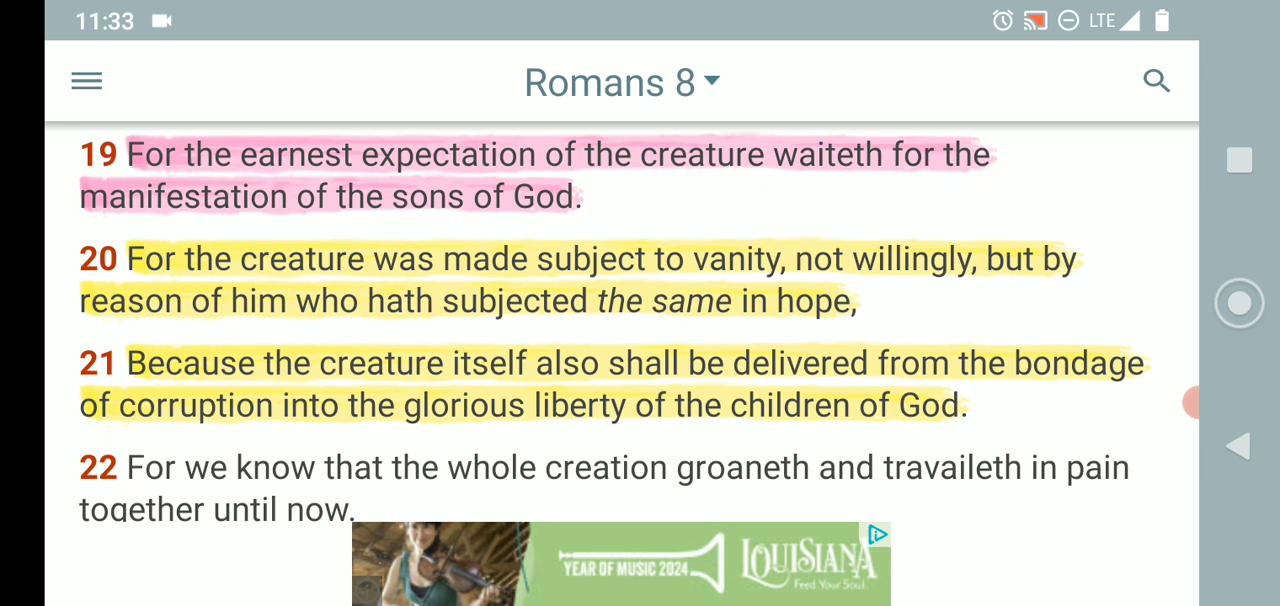 11:33
LTE
Romans 8
19 For the earnest expectation of the creature waiteth for the
manifestation of the sons of God.
20 For the creature was made subject to vanity, not willingly, but by
reason of him who hath subjected the same in hope,
21 Because the creature itself also shall be delivered from the bondage
of corruption into the glorious liberty of the children of God.
22 For we know that the whole creation groaneth and travaileth in pain
together until now.
YEAR OF MUSIC 2024
LOUISIANA
Feed Your Soul.